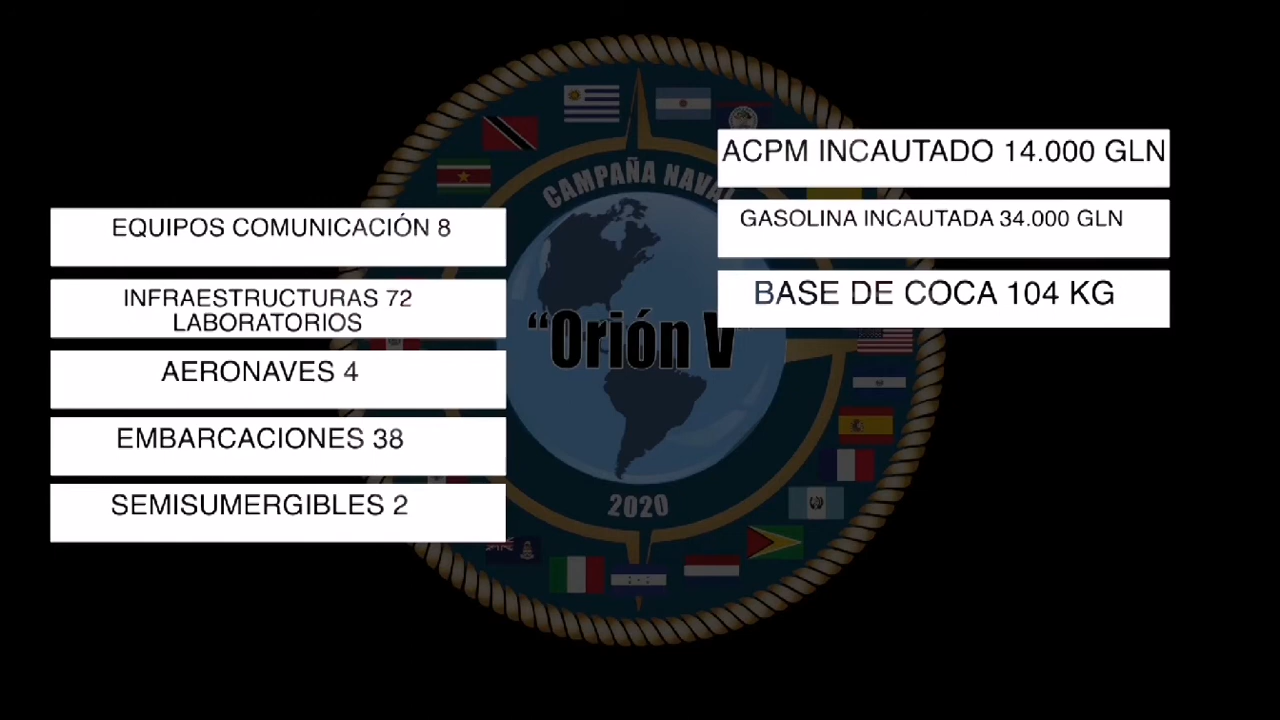 EQUIPOS COMUNICACIÓN 8
INFRAESTRUCTURAS 72
LABORATORIOS
AERONAVES 4
EMBARCACIONES 38
SEMISUMERGIBLES 2
ACPM INCAUTADO 14.000 GLN
GASOLINA INCAUTADA 34.000 GLN
BASE DE COCA 104 KG
CAMPAÑA NAVAL
“Orión V
2020